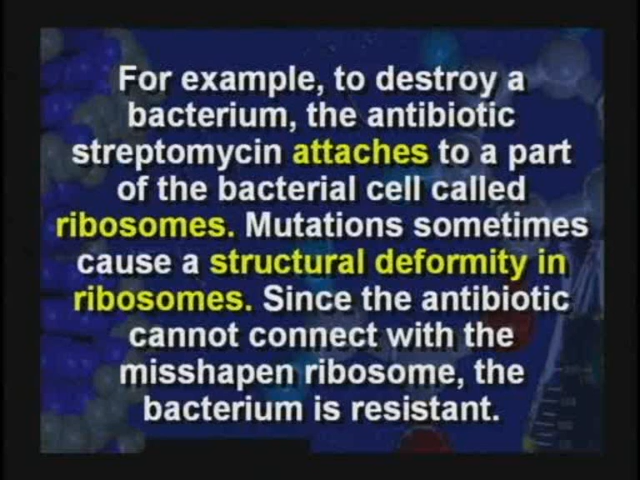 For example, to destroy a
bacterium, the antibiotic
streptomycin attaches to a part
of the bacterial cell called
ribosomes. Mutations sometimes
cause a structural deformity in
ribosomes. Since the antibiotic
cannot connect with the
misshapen ribosome, the
bacterium is resistant.